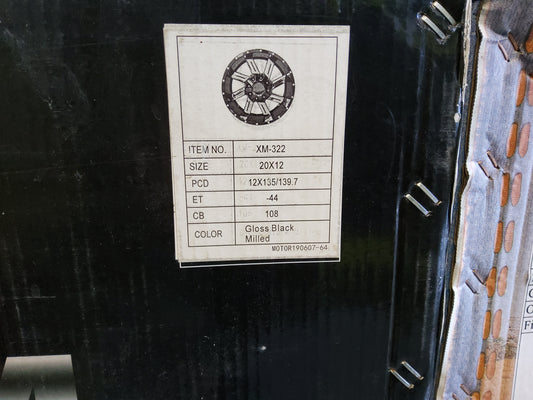 ITEM NO. XM-322
SIZE 20X12
PCD 12X135/139.7
ET -44
CB 108
COLOR Gloss Black
Milled
MOTOR190607-64